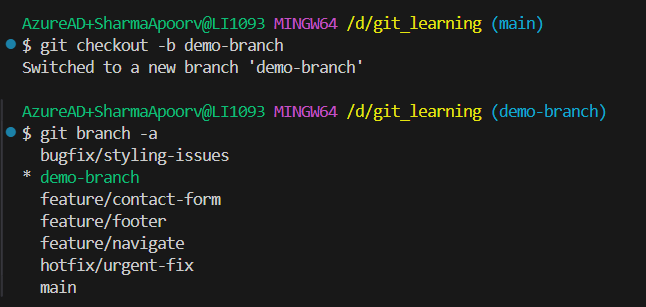 AzureAD+SharmaApoorv@LI1093 MINGW64 /d/git_learning (main)
$ git checkout -b demo-branch
Switched to a new branch 'demo-branch'
AzureAD+SharmaApoorv@LI1093 MINGW64 /d/git_learning (demo-branch)
$ git branch -a
bugfix/styling-issues
* demo-branch
feature/contact-form
feature/footer
feature/navigate
hotfix/urgent-fix
main